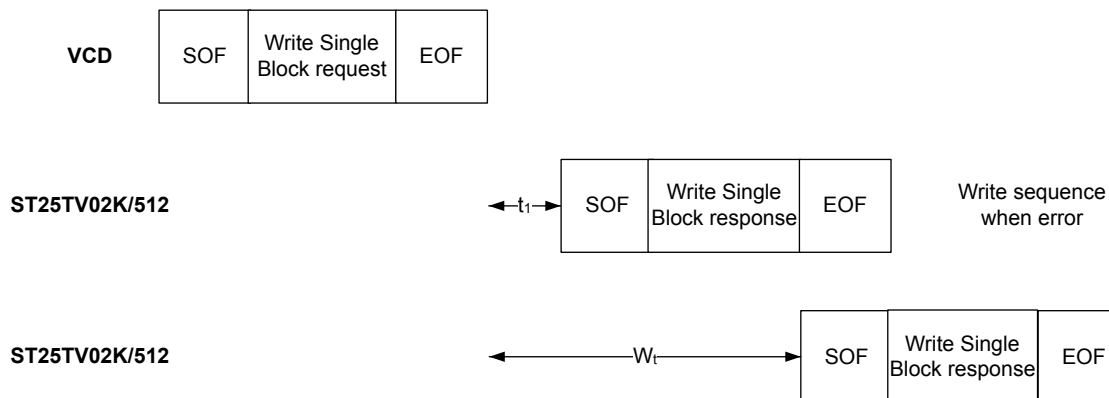 VCD
SOF
Write Single
Block request
EOF
ST25TV02K/512
t1
SOF
Write Single
Block response
EOF
Write sequence
when error
ST25TV02K/512
Wt
SOF
Write Single
Block response
EOF